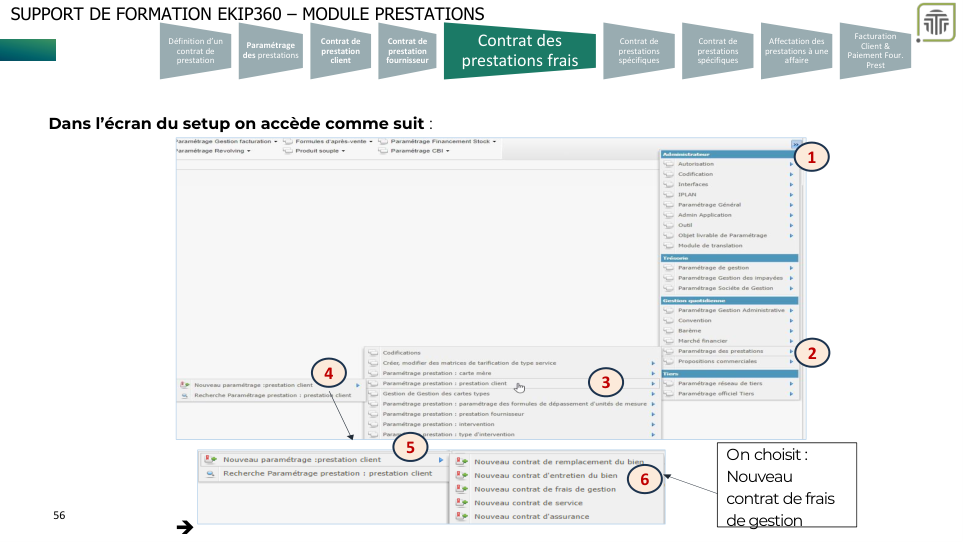 SUPPORT DE FORMATION EKIP360 – MODULE PRESTATIONS
Définition d'un
contrat de
prestation
Paramétrage
des prestations
Contrat de
prestation
client
Contrat de
prestation
fournisseur
Contrat des
prestations frais
Contrat de
prestations
spécifiques
Contrat de
prestations
spécifiques
Affectation des
prestations à une
affaire
Facturation
Client &
Paiement Four.
Prest
Dans l'écran du setup on accède comme suit :
Paramétrage Gestion facturation
Formules d'après-vente
Paramétrage Financement Stock
Paramétrage Revolving
Produit souple
Paramétrage CBI
1
Administrateur
Autorisation
Codification
Interfaces
IPLAN
Paramétrage Général
Admin Application
Outil
Objet livrable de Paramétrage
Module de translation
Trésorie
Paramétrage de gestion
Paramétrage Gestion des impayées
Paramétrage Société de Gestion
Gestion quotidienne
Paramétrage Gestion Administrative
Convention
Barème
Marché financier
Paramétrage des prestations
2
Propositions commerciales
Tiers
Paramétrage réseau de tiers
Paramétrage officiel Tiers
Codifications
Créer, modifier des matrices de tarification de type service
Paramétrage prestation : carte mère
Paramétrage prestation : prestation client
3
Gestion de Gestion des cartes types
Paramétrage prestation : paramétrage des formules de dépassement d'unités de mesure
Paramétrage prestation : prestation fournisseur
Paramétrage prestation : intervention
Paramétrage prestation : type d'intervention
4
Nouveau paramétrage :prestation client
Recherche Paramétrage prestation : prestation client
5
Nouveau paramétrage :prestation client
Recherche Paramétrage prestation : prestation client
Nouveau contrat de remplacement du bien
Nouveau contrat d'entretien du bien
6
Nouveau contrat de frais de gestion
Nouveau contrat de service
Nouveau contrat d'assurance
On choisit :
Nouveau
contrat de frais
de gestion
56
➔